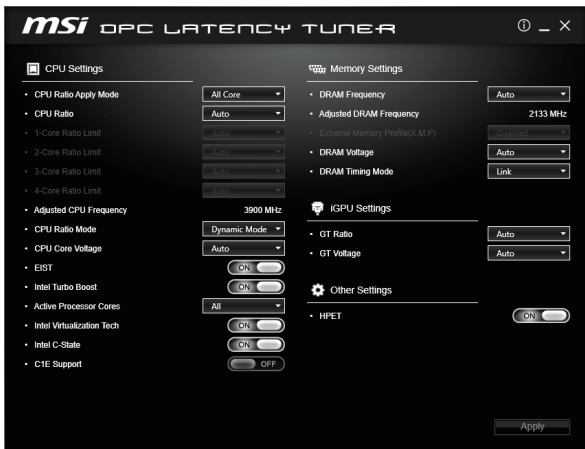 msi DPC LATENCY TUNER
CPU Settings
CPU Ratio Apply Mode All Core
CPU Ratio Auto
1-Core Ratio Limit Auto
2-Core Ratio Limit Auto
3-Core Ratio Limit Auto
4-Core Ratio Limit Auto
Adjusted CPU Frequency 3900 MHz
CPU Ratio Mode Dynamic Mode
CPU Core Voltage Auto
EIST ON
Intel Turbo Boost ON
Active Processor Cores All
Intel Virtualization Tech ON
Intel C-State ON
C1E Support OFF
Memory Settings
DRAM Frequency Auto
Adjusted DRAM Frequency 2133 MHz
Extreme Memory Profile(X.M.P) Disabled
DRAM Voltage Auto
DRAM Timing Mode Link
iGPU Settings
GT Ratio Auto
GT Voltage Auto
Other Settings
HPET ON
Apply